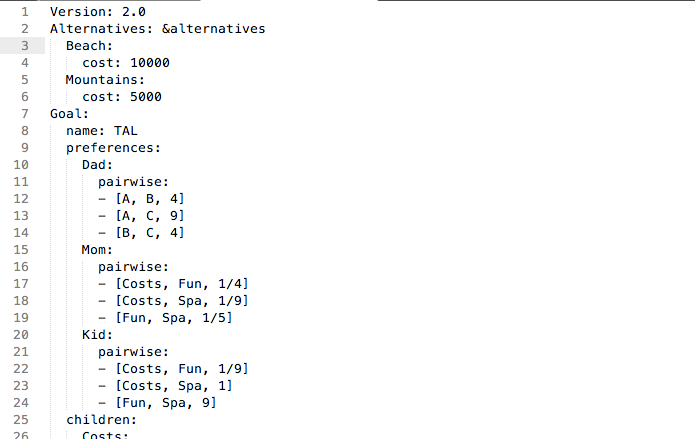 1 Version: 2.0
2 Alternatives: &alternatives
3 Beach:
4 cost: 10000
5 Mountains:
6 cost: 5000
7 Goal:
8 name: TAL
9 preferences:
10 Dad:
11 pairwise:
12 - [A, B, 4]
13 - [A, C, 9]
14 - [B, C, 4]
15 Mom:
16 pairwise:
17 - [Costs, Fun, 1/4]
18 - [Costs, Spa, 1/9]
19 - [Fun, Spa, 1/5]
20 Kid:
21 pairwise:
22 - [Costs, Fun, 1/9]
23 - [Costs, Spa, 1]
24 - [Fun, Spa, 9]
25 children:
26 Costs: